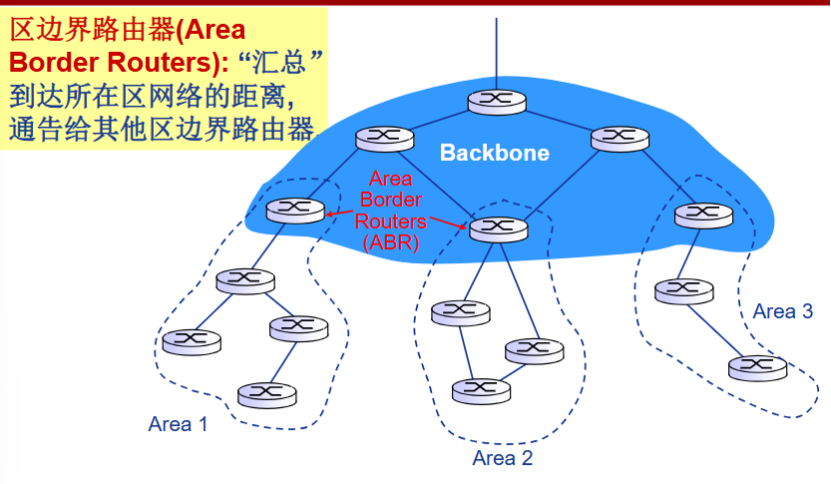 区边界路由器(Area
Border Routers): “汇总”
到达所在区网络的距离,
通告给其他区边界路由器.
Backbone
Area
Border
Routers
(ABR)
Area 3
Area 1
Area 2